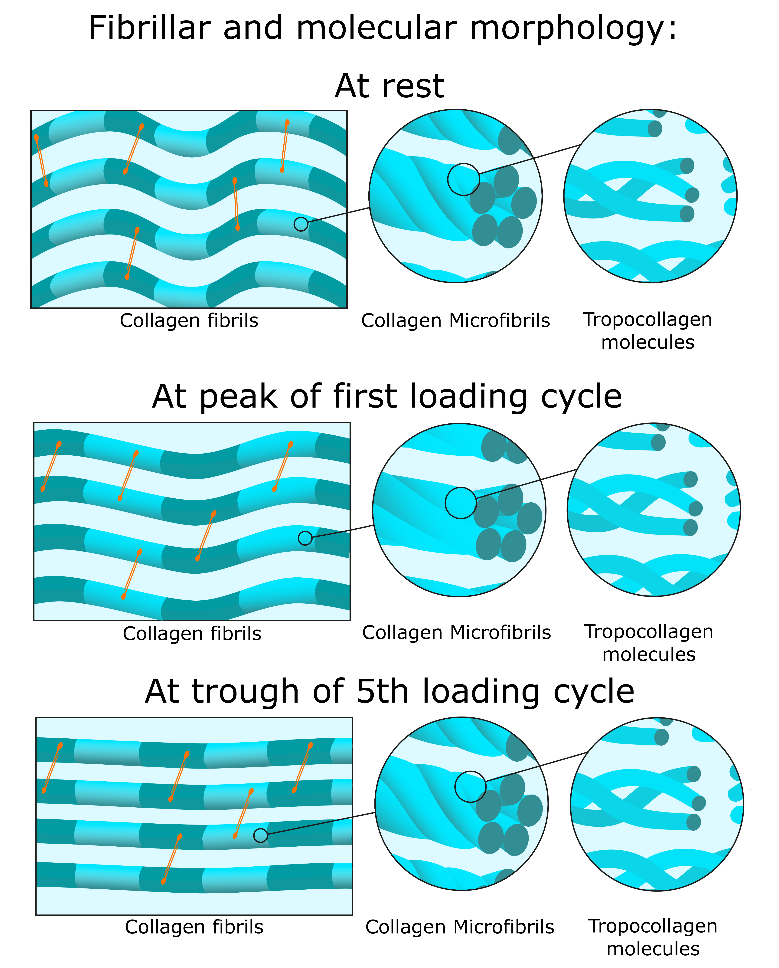 Fibrillar and molecular morphology:
At rest
Collagen fibrils
Collagen Microfibrils
Tropocollagen
molecules
At peak of first loading cycle
Collagen fibrils
Collagen Microfibrils
Tropocollagen
molecules
At trough of 5th loading cycle
Collagen fibrils
Collagen Microfibrils
Tropocollagen
molecules